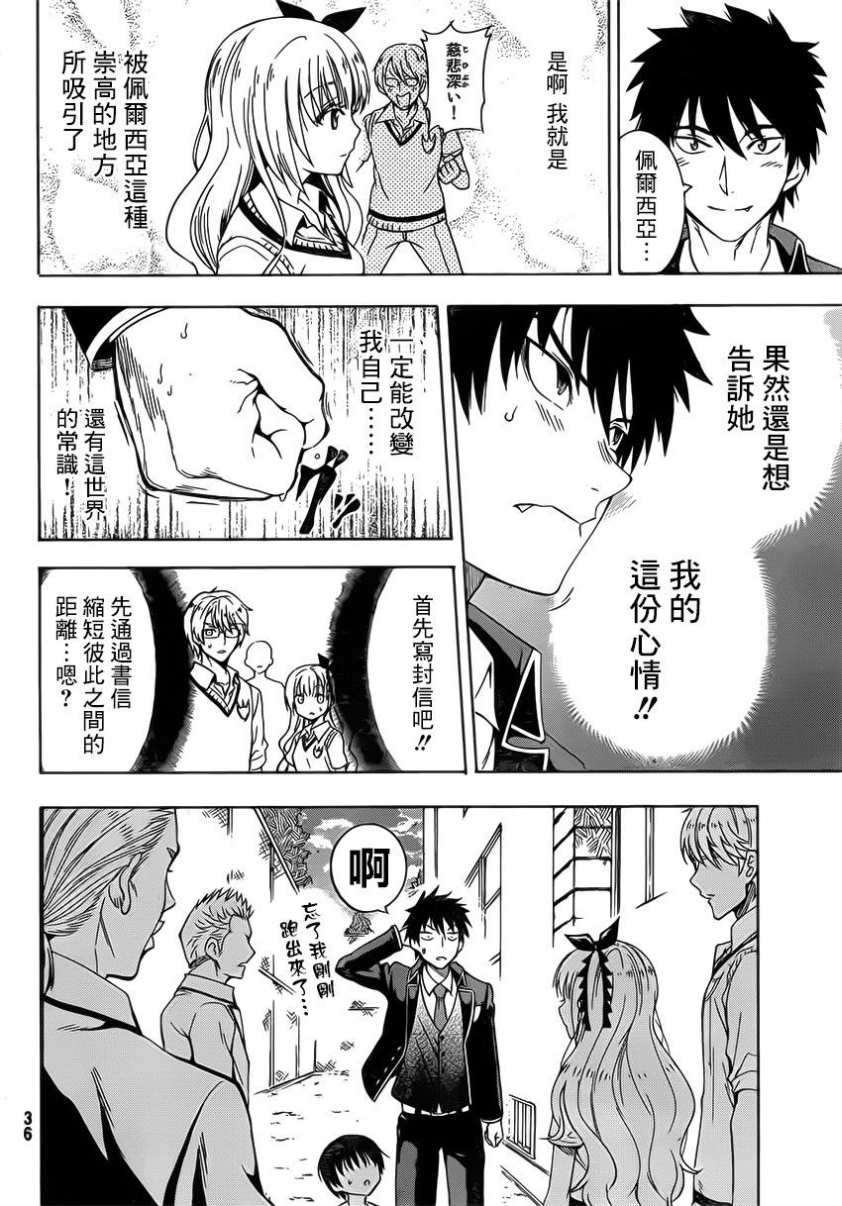 佩爾西亞…
是啊 我就是
慈悲深い！
被佩爾西亞這種
崇高的地方
所吸引了
果然還是想
告訴她
我的
這份心情!!
一定能改變
我自己……
還有這世界
的常識！
首先寫封信吧!!
先通過書信
縮短彼此之間的
距離…嗯？
啊
忘了我剛剛
跑出來了…
36